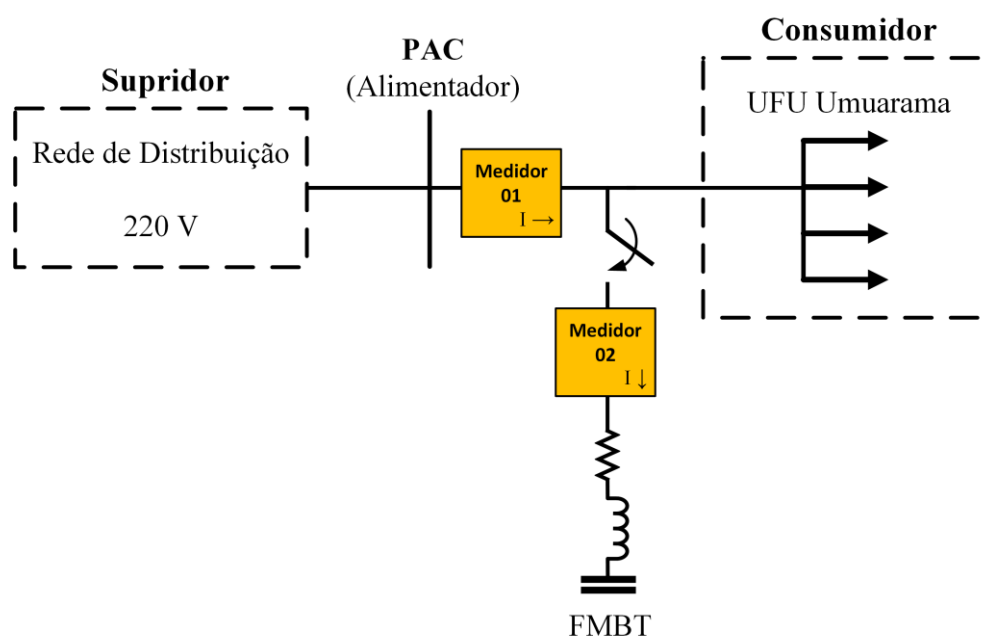 Supridor
Rede de Distribuição
220 V
PAC
(Alimentador)
Medidor
01
I →
Medidor
02
I ↓
FMBT
Consumidor
UFU Umuarama